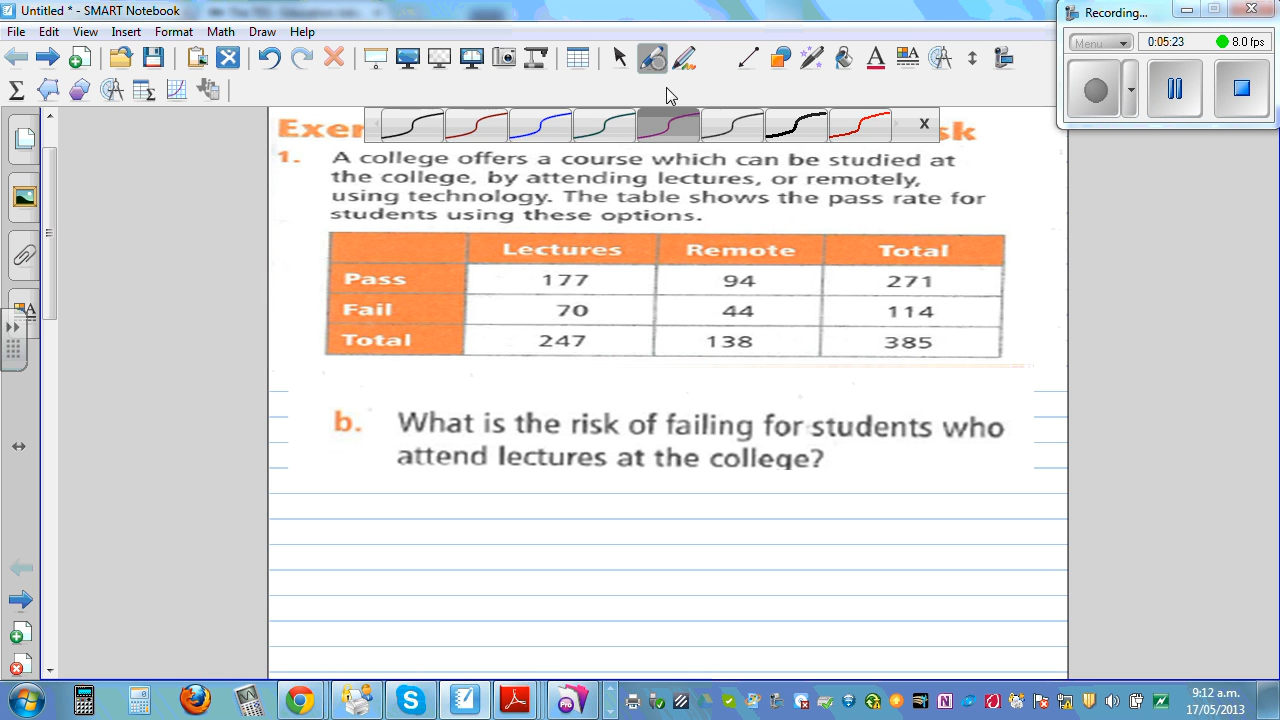 Untitled * - SMART Notebook
File Edit View Insert Format Math Draw Help
Recording...
Menu 0:05:23 8.0 fps
Exer sk
X
1. A college offers a course which can be studied at
the college, by attending lectures, or remotely,
using technology. The table shows the pass rate for
students using these options.
Lectures Remote Total
Pass 177 94 271
Fail 70 44 114
Total 247 138 385
b. What is the risk of failing for students who
attend lectures at the college?
9:12 a.m.
17/05/2013